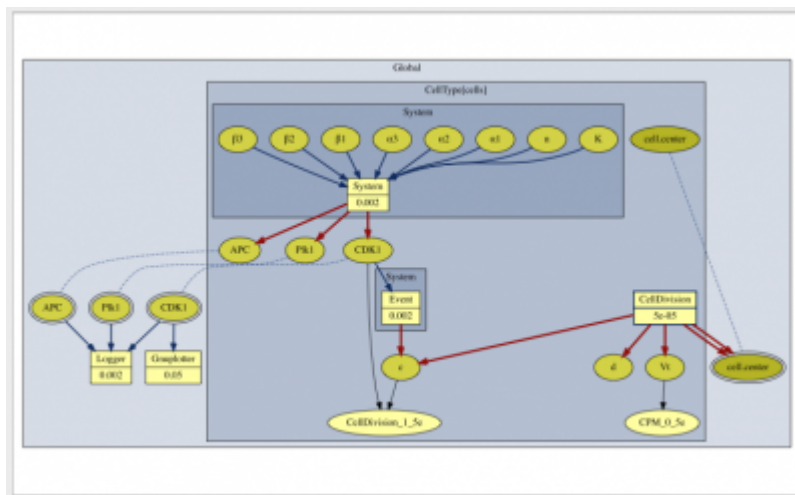 Global
CellType[cells]
System
β3 β2 β1 α3 α2 α1 n K cell.center
System
0.002
APC Plk1 CDK1
System
APC Plk1 CDK1 Event CellDivision
0.002 5e-05
Logger Gnuplotter
0.002 0.05
c d Vt cell.center
CellDivision_1_5e CPM_0_5e